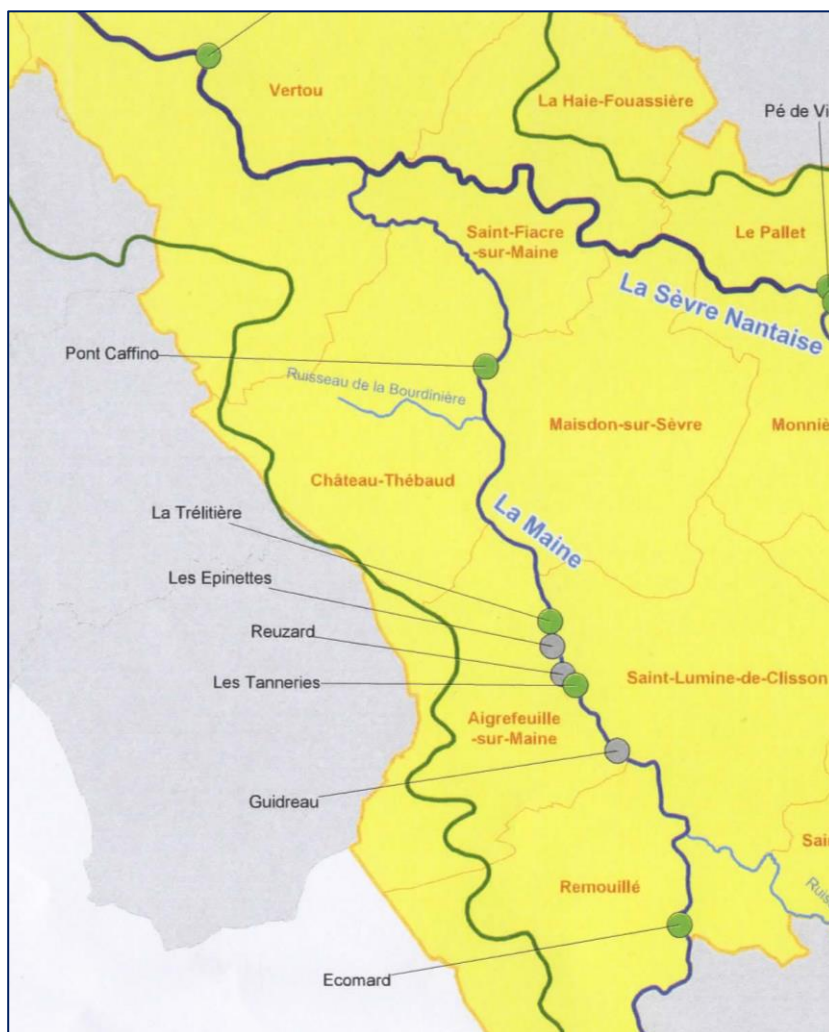 Vertou
La Haie-Fouassière
Pé de Vi
Saint-Fiacre
-sur-Maine
Le Pallet
La Sèvre Nantaise
Pont Caffino
Ruisseau de la Bourdinière
Maisdon-sur-Sèvre
Monniè
Château-Thébaud
La Trélitière
La Maine
Les Epinettes
Reuzard
Les Tanneries
Saint-Lumine-de-Clisson
Aigrefeuille
-sur-Maine
Guidreau
Sain
Remouillé
Ruis
Ecomard